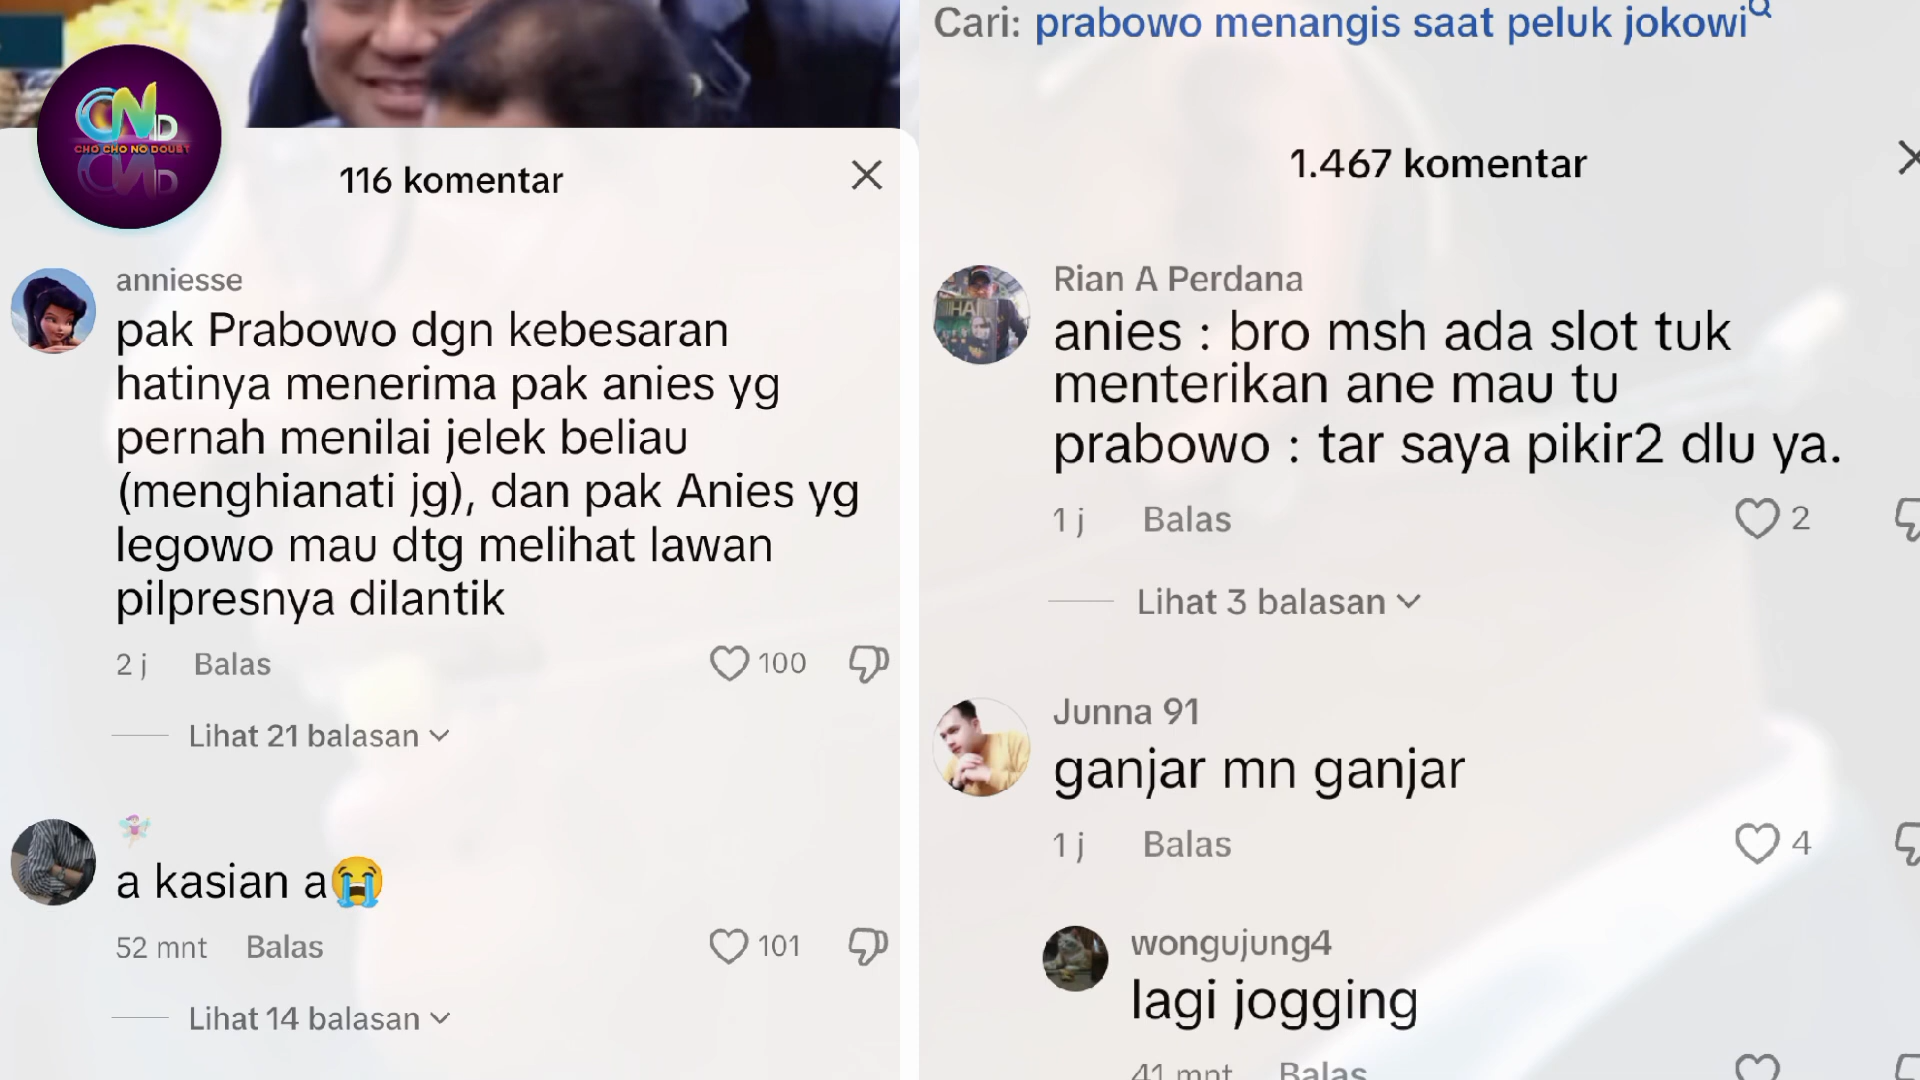 CND
CHO CHO NO DOUBT
116 komentar
anniesse
pak Prabowo dgn kebesaran
hatinya menerima pak anies yg
pernah menilai jelek beliau
(menghianati jg), dan pak Anies yg
legowo mau dtg melihat lawan
pilpresnya dilantik
2 j Balas 100
Lihat 21 balasan
a kasian a😭
52 mnt Balas 101
Lihat 14 balasan
Cari: prabowo menangis saat peluk jokowi
1.467 komentar
Rian A Perdana
anies : bro msh ada slot tuk
menterikan ane mau tu
prabowo : tar saya pikir2 dlu ya.
1 j Balas 2
Lihat 3 balasan
Junna 91
ganjar mn ganjar
1 j Balas 4
wongujung4
lagi jogging
41 mnt Balas